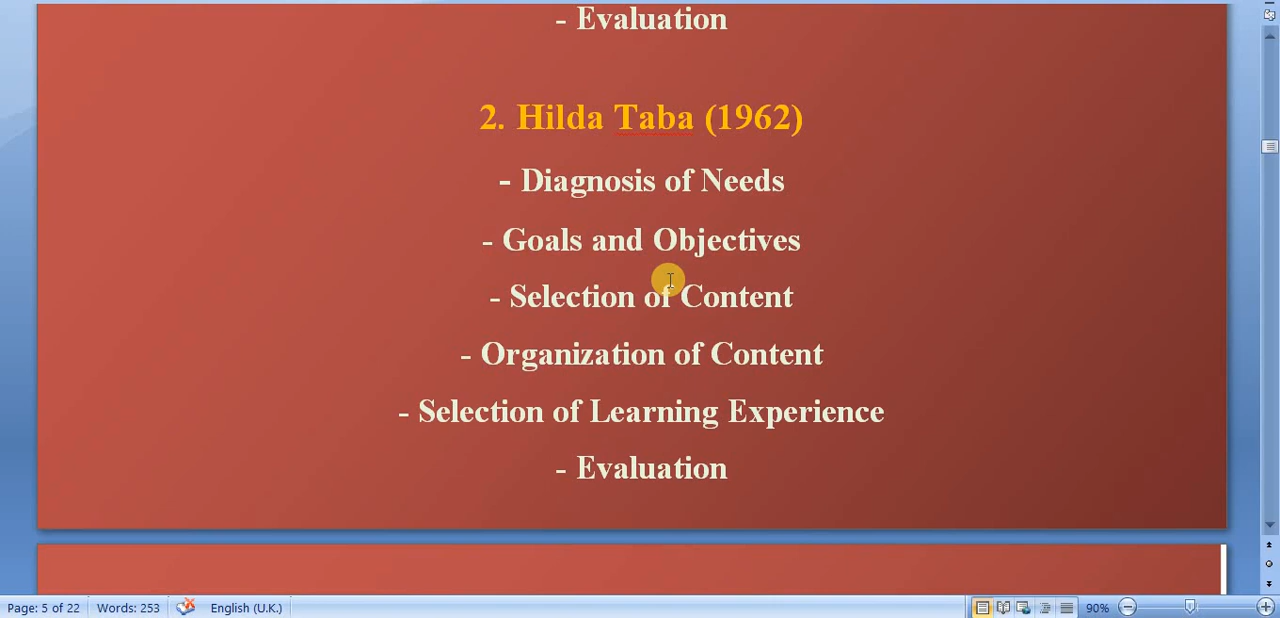 - Evaluation
2. Hilda Taba (1962)
- Diagnosis of Needs
- Goals and Objectives
- Selection of Content
- Organization of Content
- Selection of Learning Experience
- Evaluation
Page: 5 of 22 Words: 253 English (U.K.) 90%